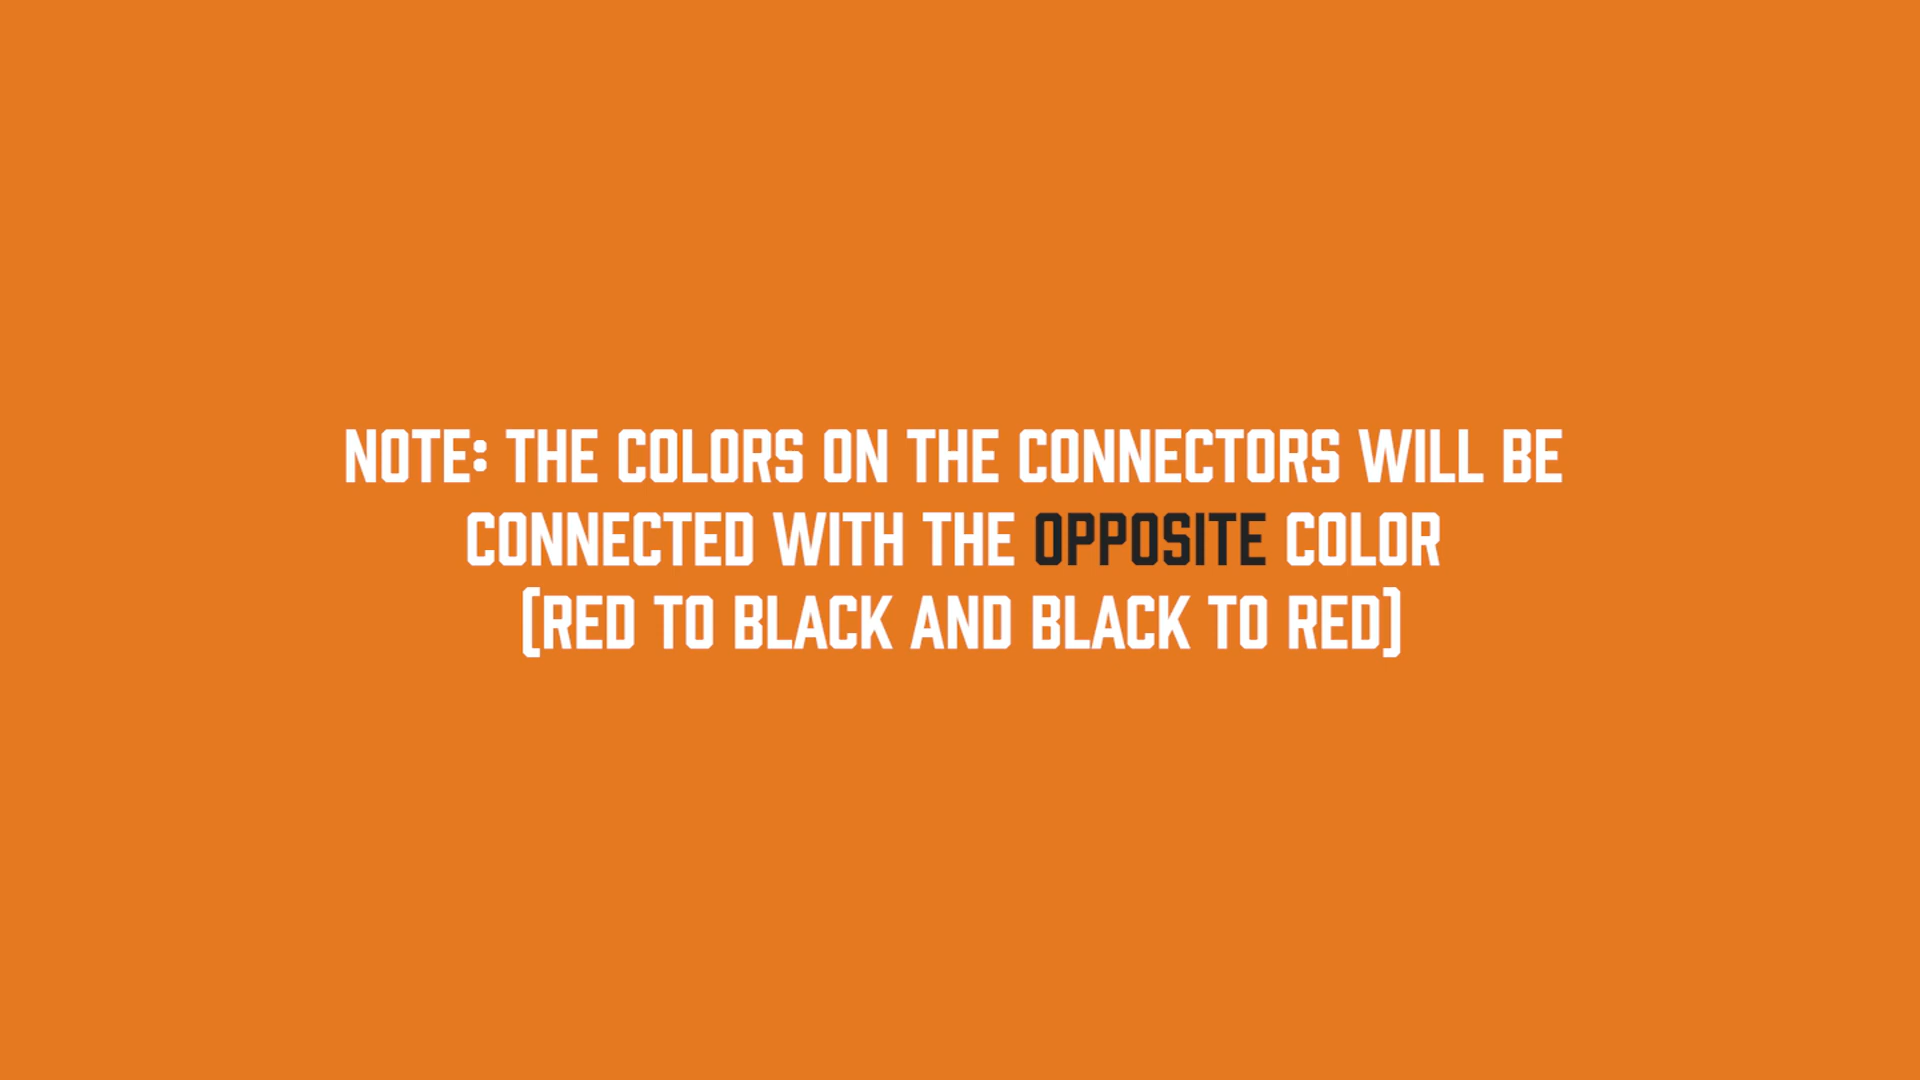 NOTE: THE COLORS ON THE CONNECTORS WILL BE
CONNECTED WITH THE OPPOSITE COLOR
(RED TO BLACK AND BLACK TO RED)